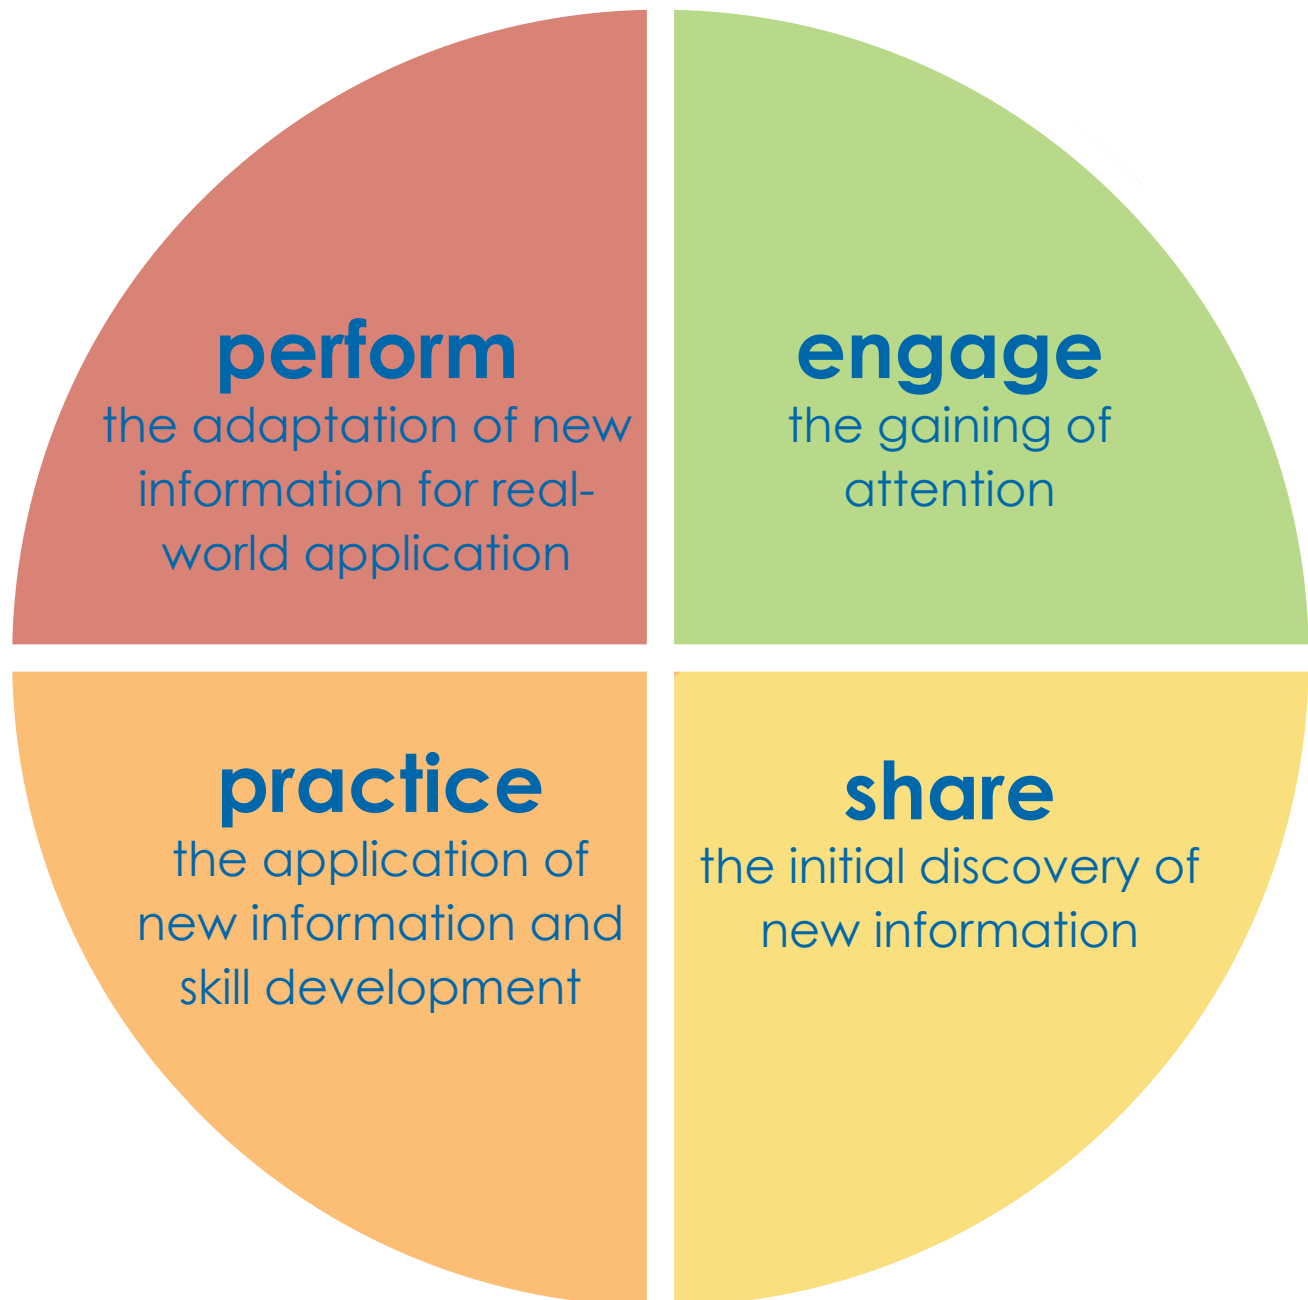 perform
the adaptation of new
information for real-
world application
engage
the gaining of
attention
practice
the application of
new information and
skill development
share
the initial discovery of
new information